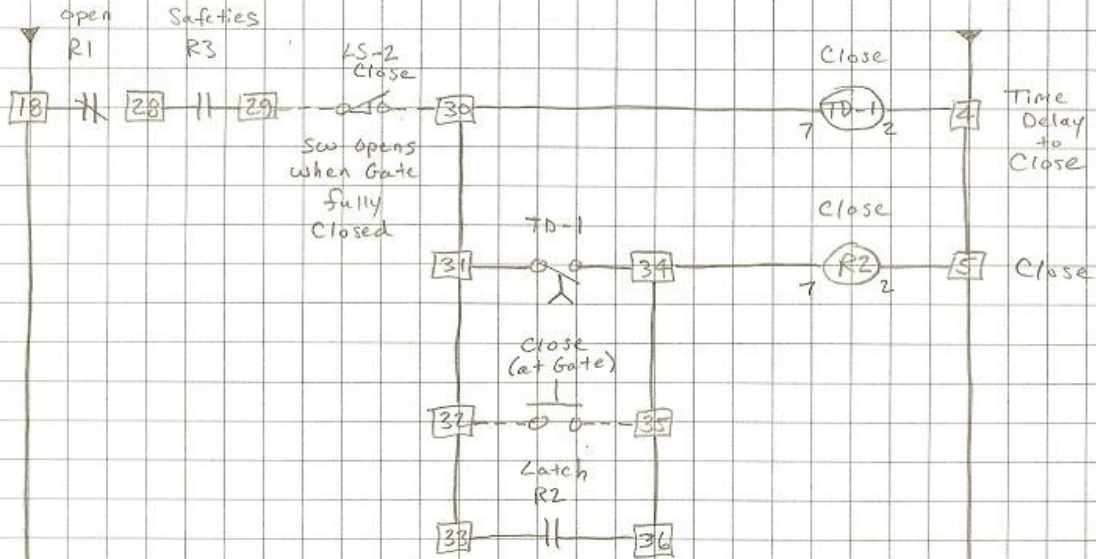 open
R1
Safeties
R3
LS-2
Close
Close
18
28
29
30
TD-1
7
2
4
Time
Delay
to
Close
Sw opens
when Gate
fully
Closed
Close
TD-1
31
34
R2
7
2
5
Close
Close
(at Gate)
32
35
Latch
R2
33
36